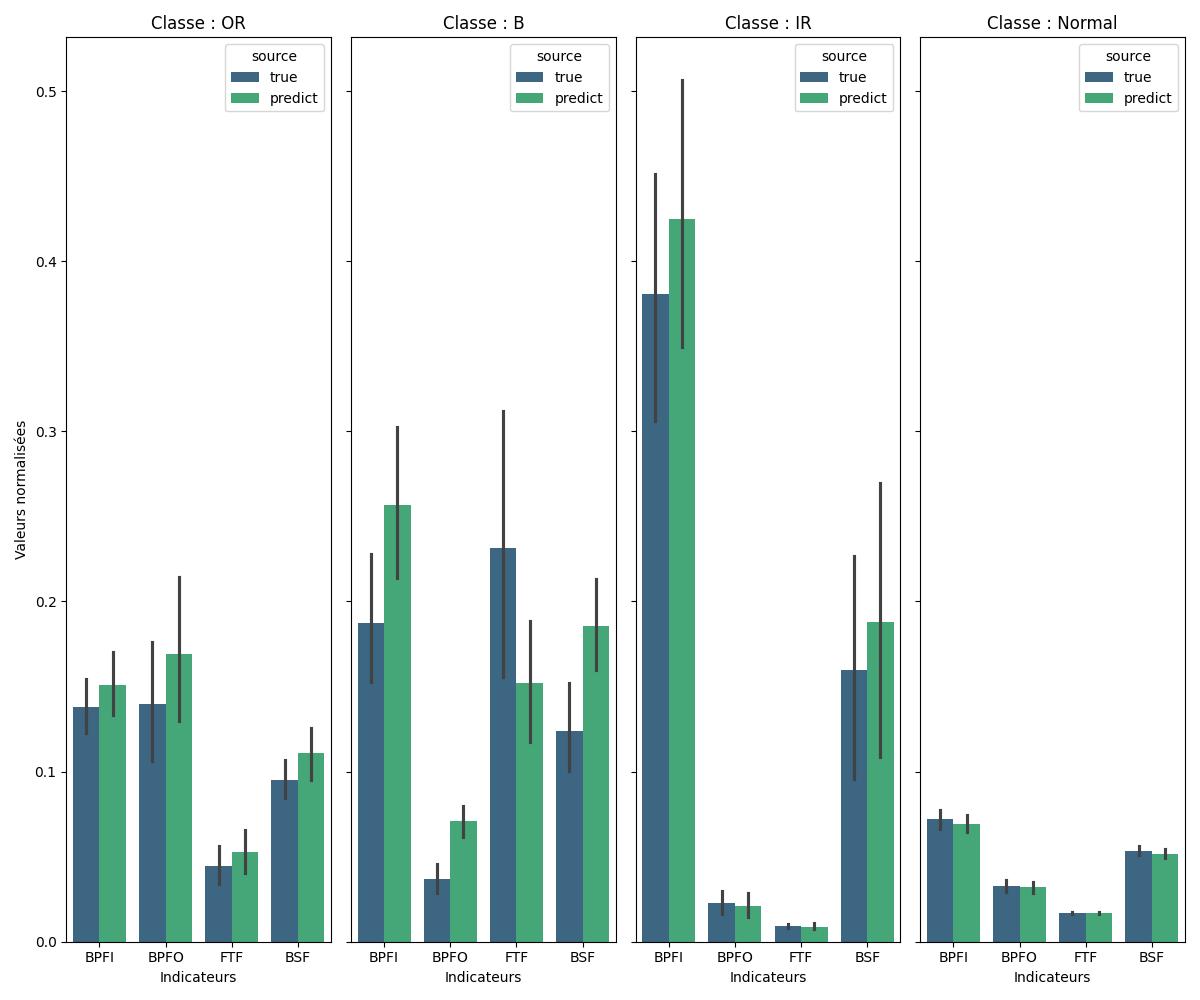 Classe : OR
source
true
predict
Classe : B
source
true
predict
Classe : IR
source
true
predict
Classe : Normal
source
true
predict
Valeurs normalisées
0.5
0.4
0.3
0.2
0.1
0.0
BPFI BPFO FTF BSF
Indicateurs
BPFI BPFO FTF BSF
Indicateurs
BPFI BPFO FTF BSF
Indicateurs
BPFI BPFO FTF BSF
Indicateurs